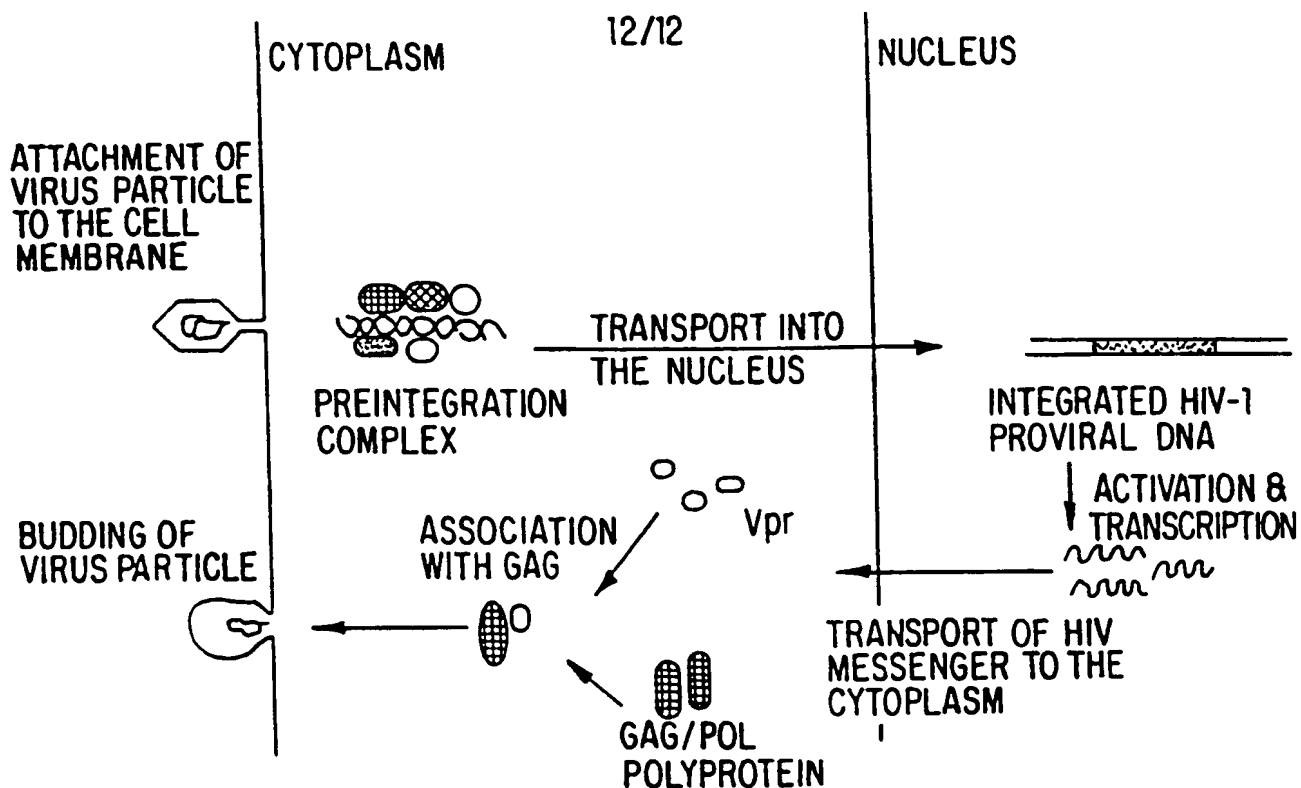 12/12
CYTOPLASM
NUCLEUS
ATTACHMENT OF
VIRUS PARTICLE
TO THE CELL
MEMBRANE
TRANSPORT INTO
THE NUCLEUS
PREINTEGRATION
COMPLEX
INTEGRATED HIV-1
PROVIRAL DNA
ACTIVATION &
TRANSCRIPTION
Vpr
ASSOCIATION
WITH GAG
BUDDING OF
VIRUS PARTICLE
TRANSPORT OF HIV
MESSENGER TO THE
CYTOPLASM
GAG/POL
POLYPROTEIN